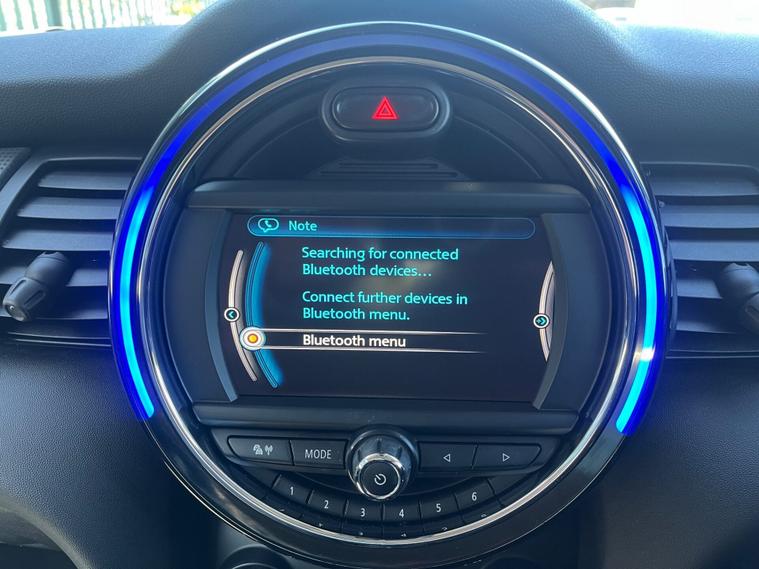 Note
Searching for connected
Bluetooth devices...
Connect further devices in
Bluetooth menu.
Bluetooth menu
MODE
1 2 3 4 5 6